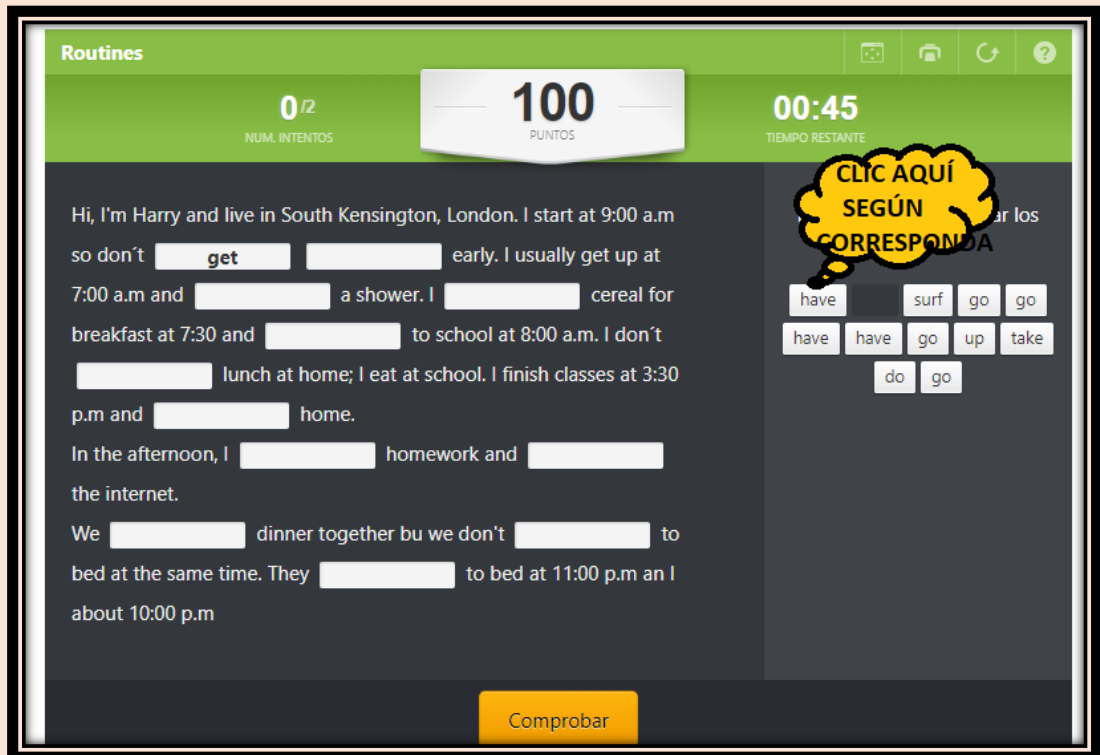 Routines
0/2
NUM. INTENTOS
100
PUNTOS
00:45
TIEMPO RESTANTE
CLIC AQUÍ
SEGÚN
CORRESPONDA
ar los
Hi, I'm Harry and live in South Kensington, London. I start at 9:00 a.m
so don´t get early. I usually get up at
7:00 a.m and a shower. I cereal for
breakfast at 7:30 and to school at 8:00 a.m. I don´t
lunch at home; I eat at school. I finish classes at 3:30
p.m and home.
In the afternoon, I homework and
the internet.
We dinner together bu we don't to
bed at the same time. They to bed at 11:00 p.m an I
about 10:00 p.m
have surf go go
have have go up take
do go
Comprobar